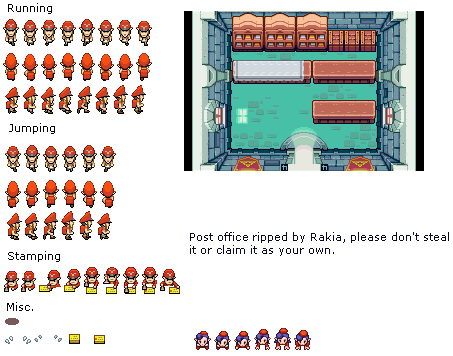 Running
Jumping
Stamping
Misc.
Post office ripped by Rakia, please don't steal
it or claim it as your own.